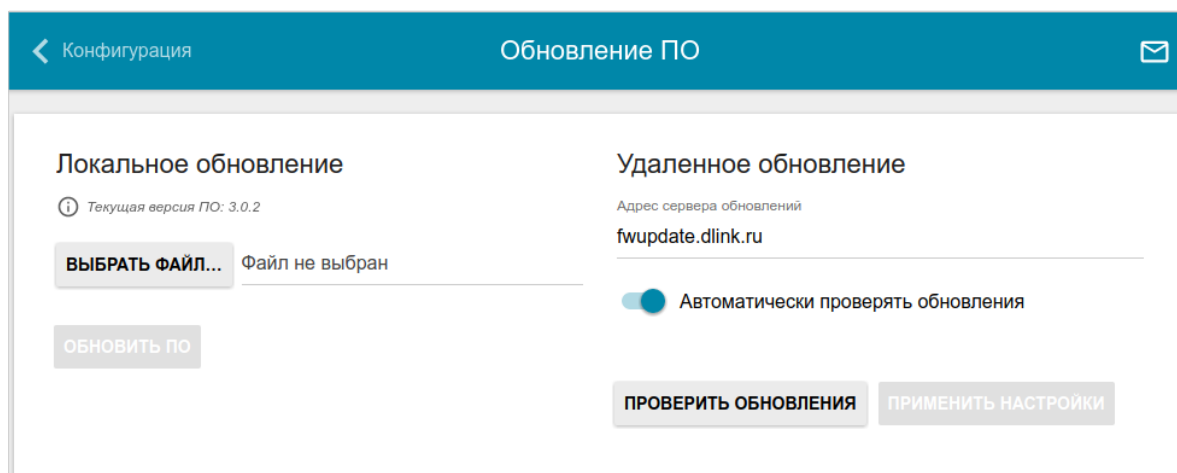 Конфигурация
Обновление ПО
Локальное обновление
Текущая версия ПО: 3.0.2
ВЫБРАТЬ ФАЙЛ... Файл не выбран
ОБНОВИТЬ ПО
Удаленное обновление
Адрес сервера обновлений
fwupdate.dlink.ru
Автоматически проверять обновления
ПРОВЕРИТЬ ОБНОВЛЕНИЯ ПРИМЕНИТЬ НАСТРОЙКИ